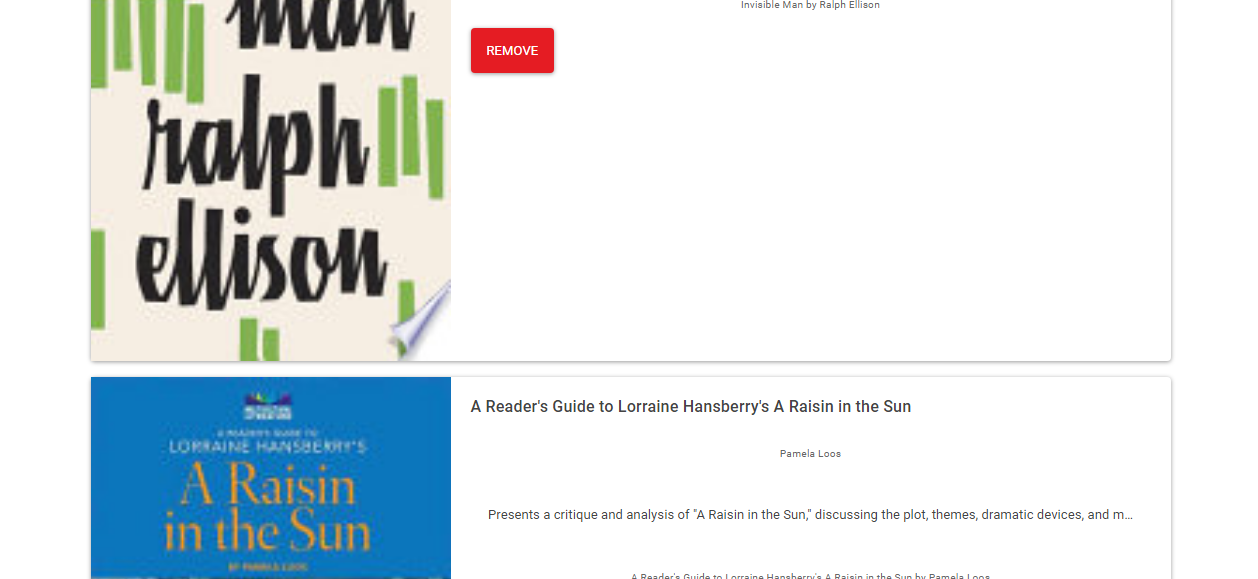 Invisible Man by Ralph Ellison
man
ralph
ellison
REMOVE
A READER'S GUIDE TO
LORRAINE HANSBERRY'S
A Raisin
in the Sun
BY PAMELA LOOS
A Reader's Guide to Lorraine Hansberry's A Raisin in the Sun
Pamela Loos
Presents a critique and analysis of "A Raisin in the Sun," discussing the plot, themes, dramatic devices, and m...
A Reader's Guide to Lorraine Hansberry's A Raisin in the Sun by Pamela Loos